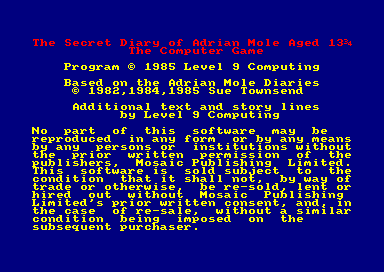 The Secret Diary of Adrian Mole Aged 13¾
The Computer Game
Program © 1985 Level 9 Computing
Based on the Adrian Mole Diaries
© 1982,1984,1985 Sue Townsend
Additional text and story lines
by Level 9 Computing
No part of this software may be
reproduced in any form or by any means
by any persons or institutions without
the prior written permission of the
publishers, Mosaic Publishing Limited.
This software is sold subject to the
condition that it shall not, by way of
trade or otherwise, be re-sold, lent or
hired out without Mosaic Publishing
Limited's prior written consent, and, in
the case of re-sale, without a similar
condition being imposed on the
subsequent purchaser.